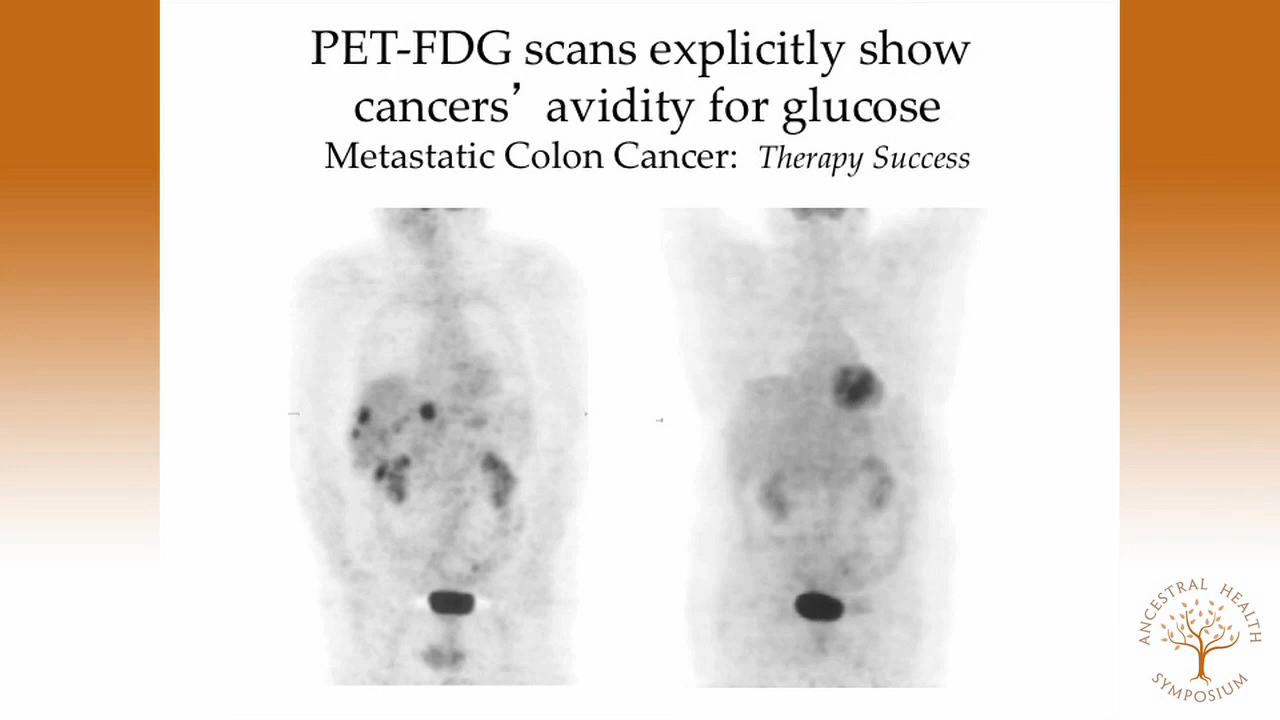 PET-FDG scans explicitly show
cancers’ avidity for glucose
Metastatic Colon Cancer: Therapy Success
ANCESTRAL HEALTH
SYMPOSIUM